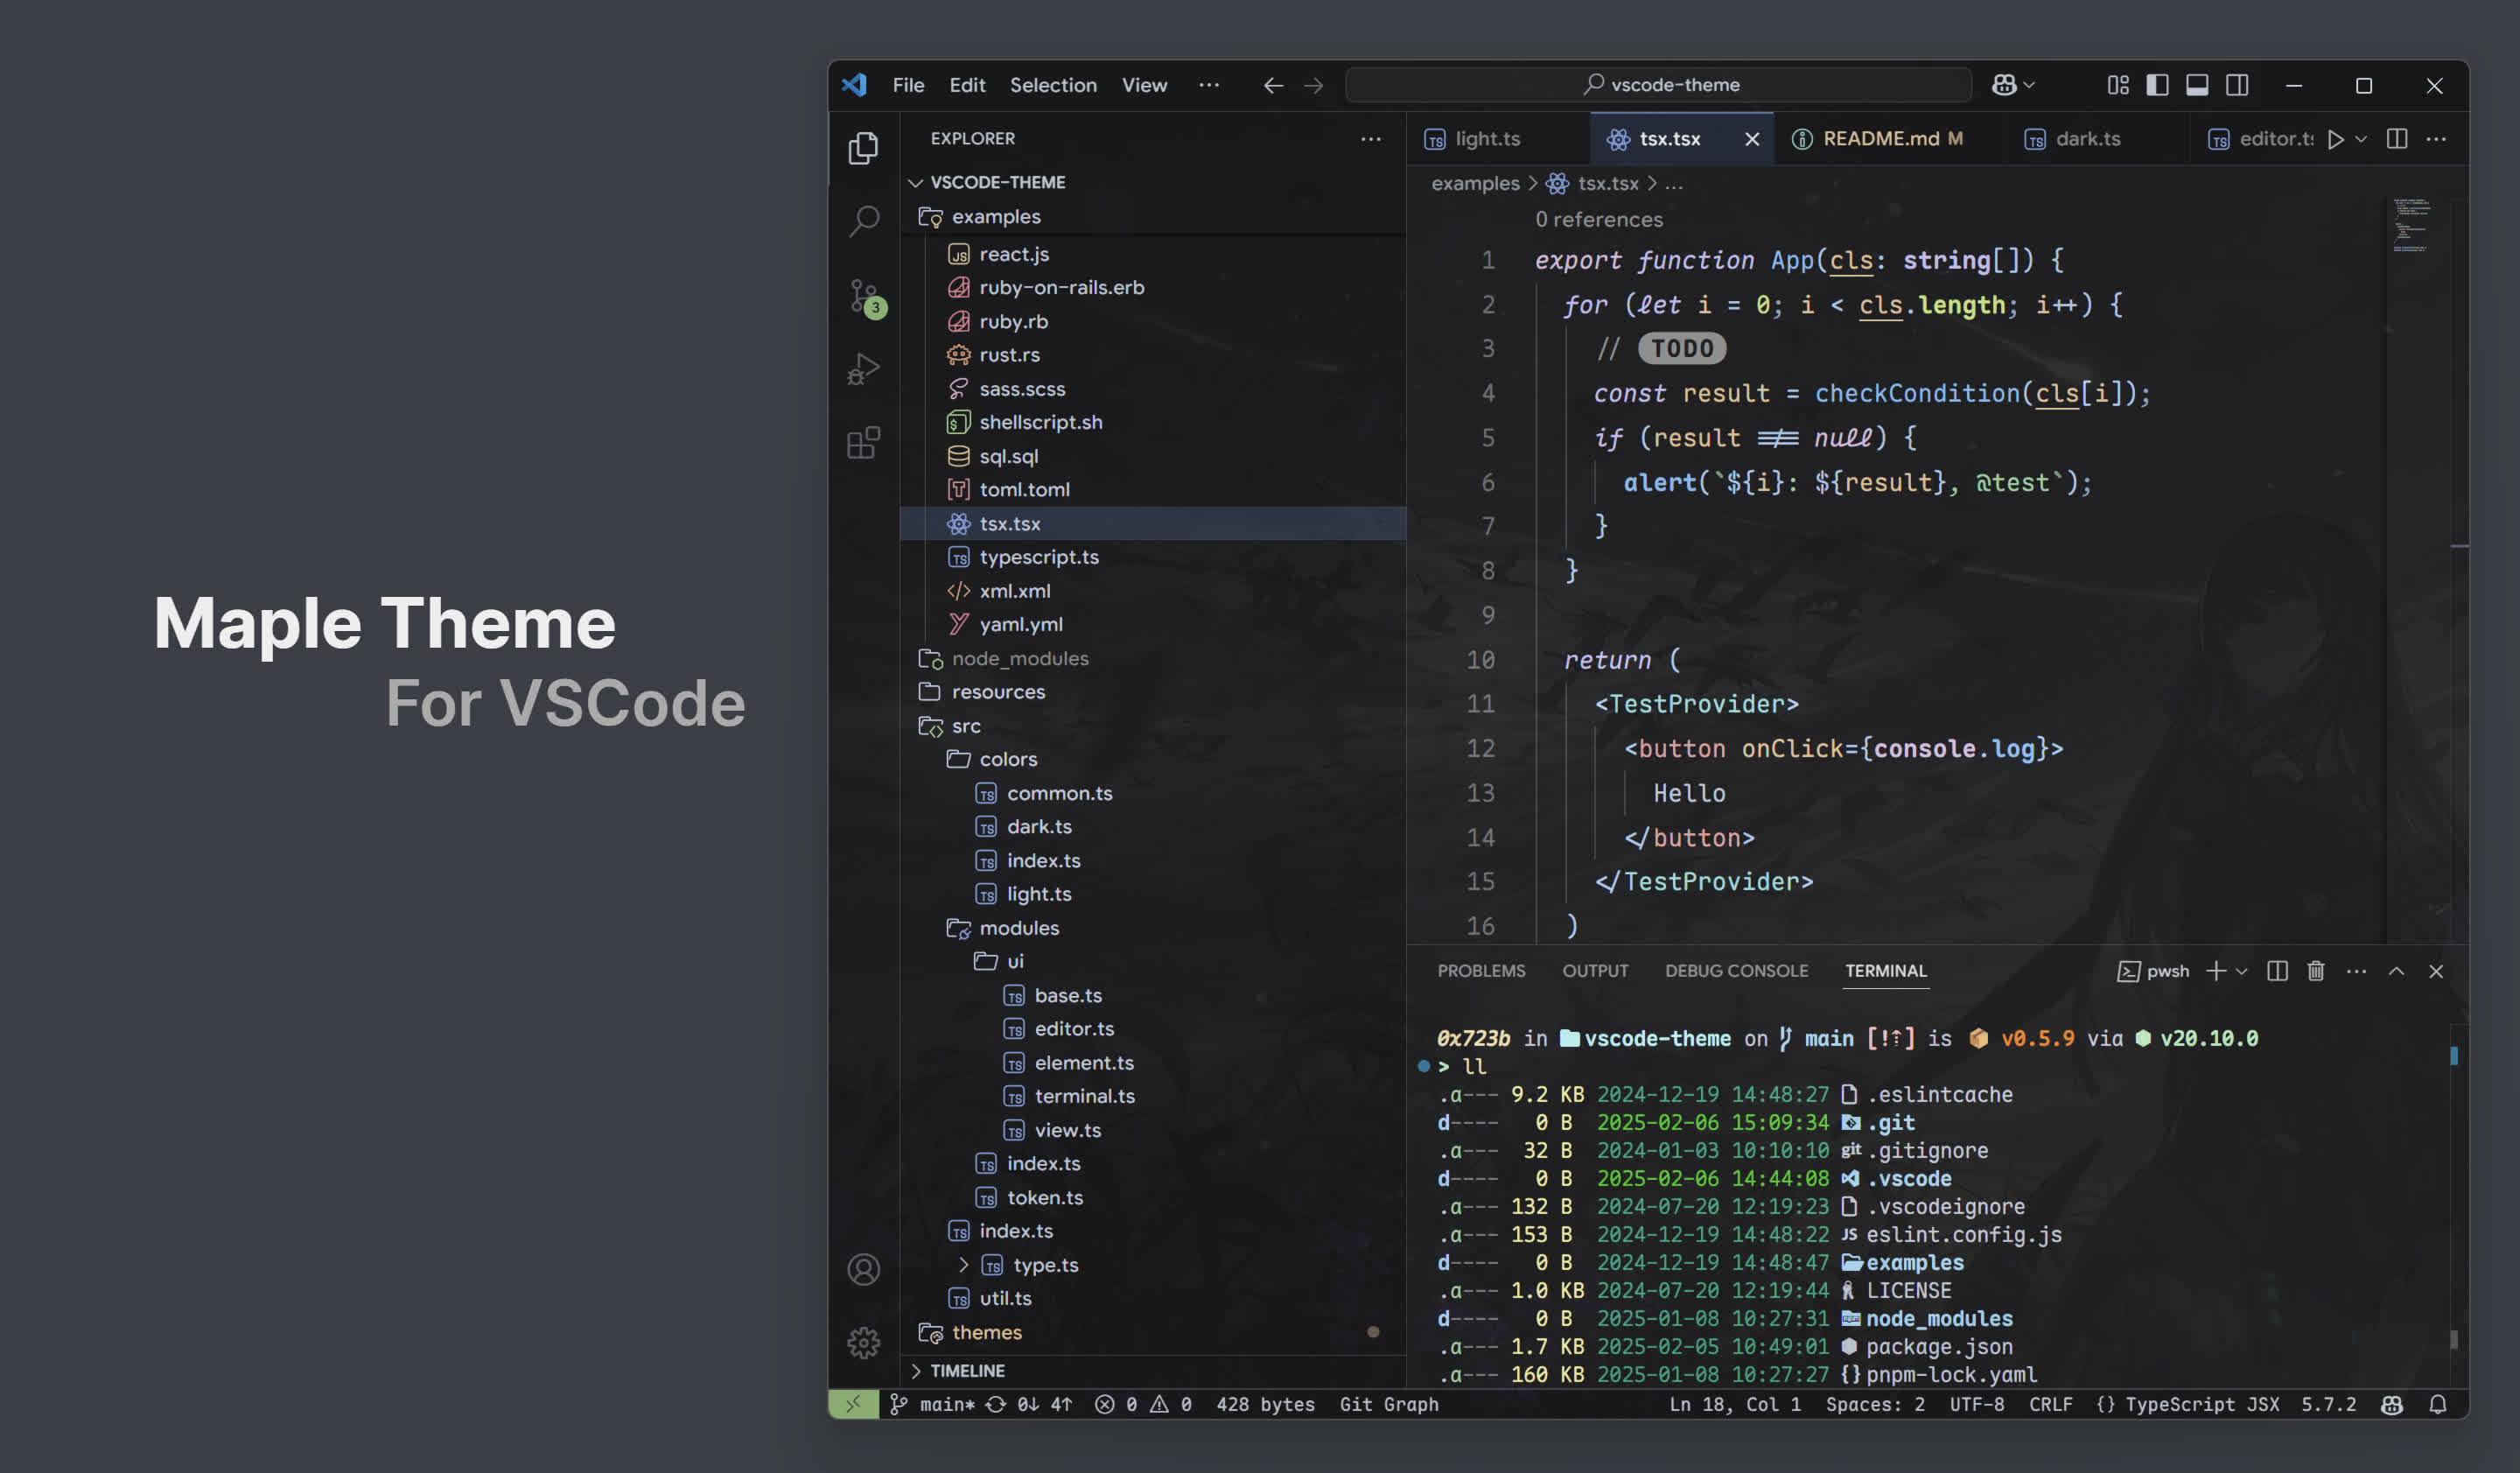 Maple Theme
For VSCode
File Edit Selection View ··· vscode-theme
EXPLORER ···
VSCODE-THEME
examples
react.js
ruby-on-rails.erb
ruby.rb
rust.rs
sass.scss
shellscript.sh
sql.sql
toml.toml
tsx.tsx
typescript.ts
xml.xml
yaml.yml
node_modules
resources
src
colors
common.ts
dark.ts
index.ts
light.ts
modules
ui
base.ts
editor.ts
element.ts
terminal.ts
view.ts
index.ts
token.ts
index.ts
type.ts
util.ts
themes
TIMELINE
3
light.ts tsx.tsx README.md M dark.ts editor.ts
examples > tsx.tsx > ...
0 references
1 export function App(cls: string[]) {
2 for (let i = 0; i < cls.length; i++) {
3 // TODO
4 const result = checkCondition(cls[i]);
5 if (result !== null) {
6 alert(`${i}: ${result}, @test`);
7 }
8 }
9
10 return (
11 <TestProvider>
12 <button onClick={console.log}>
13 Hello
14 </button>
15 </TestProvider>
16 )
PROBLEMS OUTPUT DEBUG CONSOLE TERMINAL pwsh
0x723b in vscode-theme on main [!⇡] is v0.5.9 via v20.10.0
> ll
.a--- 9.2 KB 2024-12-19 14:48:27 .eslintcache
d---- 0 B 2025-02-06 15:09:34 .git
.a--- 32 B 2024-01-03 10:10:10 git .gitignore
d---- 0 B 2025-02-06 14:44:08 .vscode
.a--- 132 B 2024-07-20 12:19:23 .vscodeignore
.a--- 153 B 2024-12-19 14:48:22 JS eslint.config.js
d---- 0 B 2024-12-19 14:48:47 examples
.a--- 1.0 KB 2024-07-20 12:19:44 LICENSE
d---- 0 B 2025-01-08 10:27:31 node_modules
.a--- 1.7 KB 2025-02-05 10:49:01 package.json
.a--- 160 KB 2025-01-08 10:27:27 {} pnpm-lock.yaml
main* 0↓ 4↑ 0 0 428 bytes Git Graph Ln 18, Col 1 Spaces: 2 UTF-8 CRLF {} TypeScript JSX 5.7.2